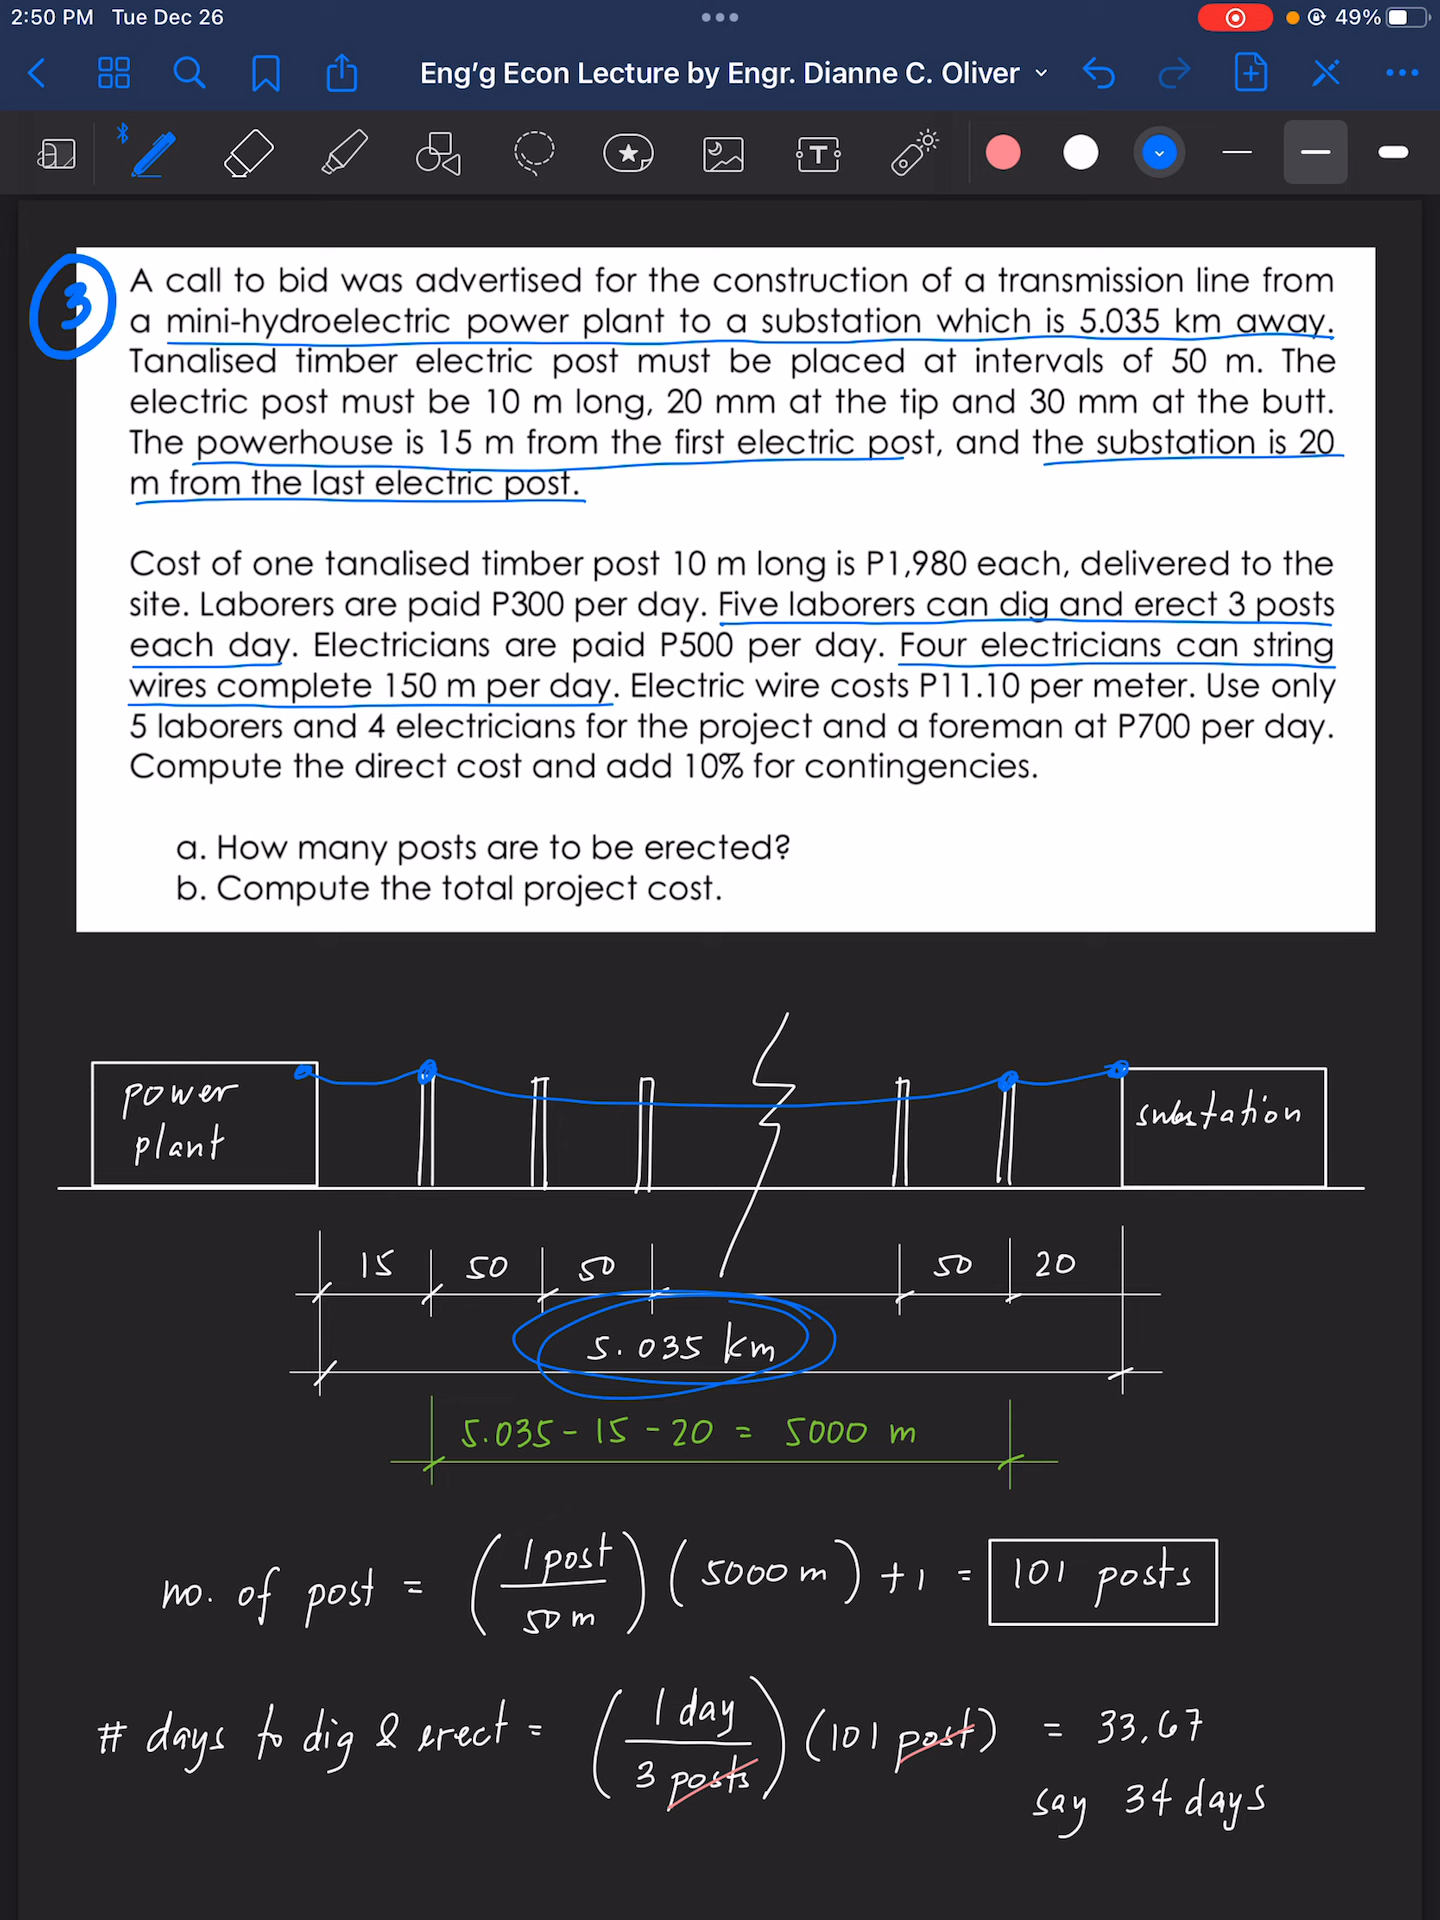 2:50 PM Tue Dec 26
49%
Eng'g Econ Lecture by Engr. Dianne C. Oliver
3
A call to bid was advertised for the construction of a transmission line from
a mini-hydroelectric power plant to a substation which is 5.035 km away.
Tanalised timber electric post must be placed at intervals of 50 m. The
electric post must be 10 m long, 20 mm at the tip and 30 mm at the butt.
The powerhouse is 15 m from the first electric post, and the substation is 20
m from the last electric post.
Cost of one tanalised timber post 10 m long is P1,980 each, delivered to the
site. Laborers are paid P300 per day. Five laborers can dig and erect 3 posts
each day. Electricians are paid P500 per day. Four electricians can string
wires complete 150 m per day. Electric wire costs P11.10 per meter. Use only
5 laborers and 4 electricians for the project and a foreman at P700 per day.
Compute the direct cost and add 10% for contingencies.
a. How many posts are to be erected?
b. Compute the total project cost.
power
plant
substation
15 50 50 50 20
5.035 km
5.035 - 15 - 20 = 5000 m
no. of post = (1 post / 50 m) (5000 m) + 1 = 101 posts
# days to dig & erect = (1 day / 3 posts) (101 post) = 33.67
say 34 days